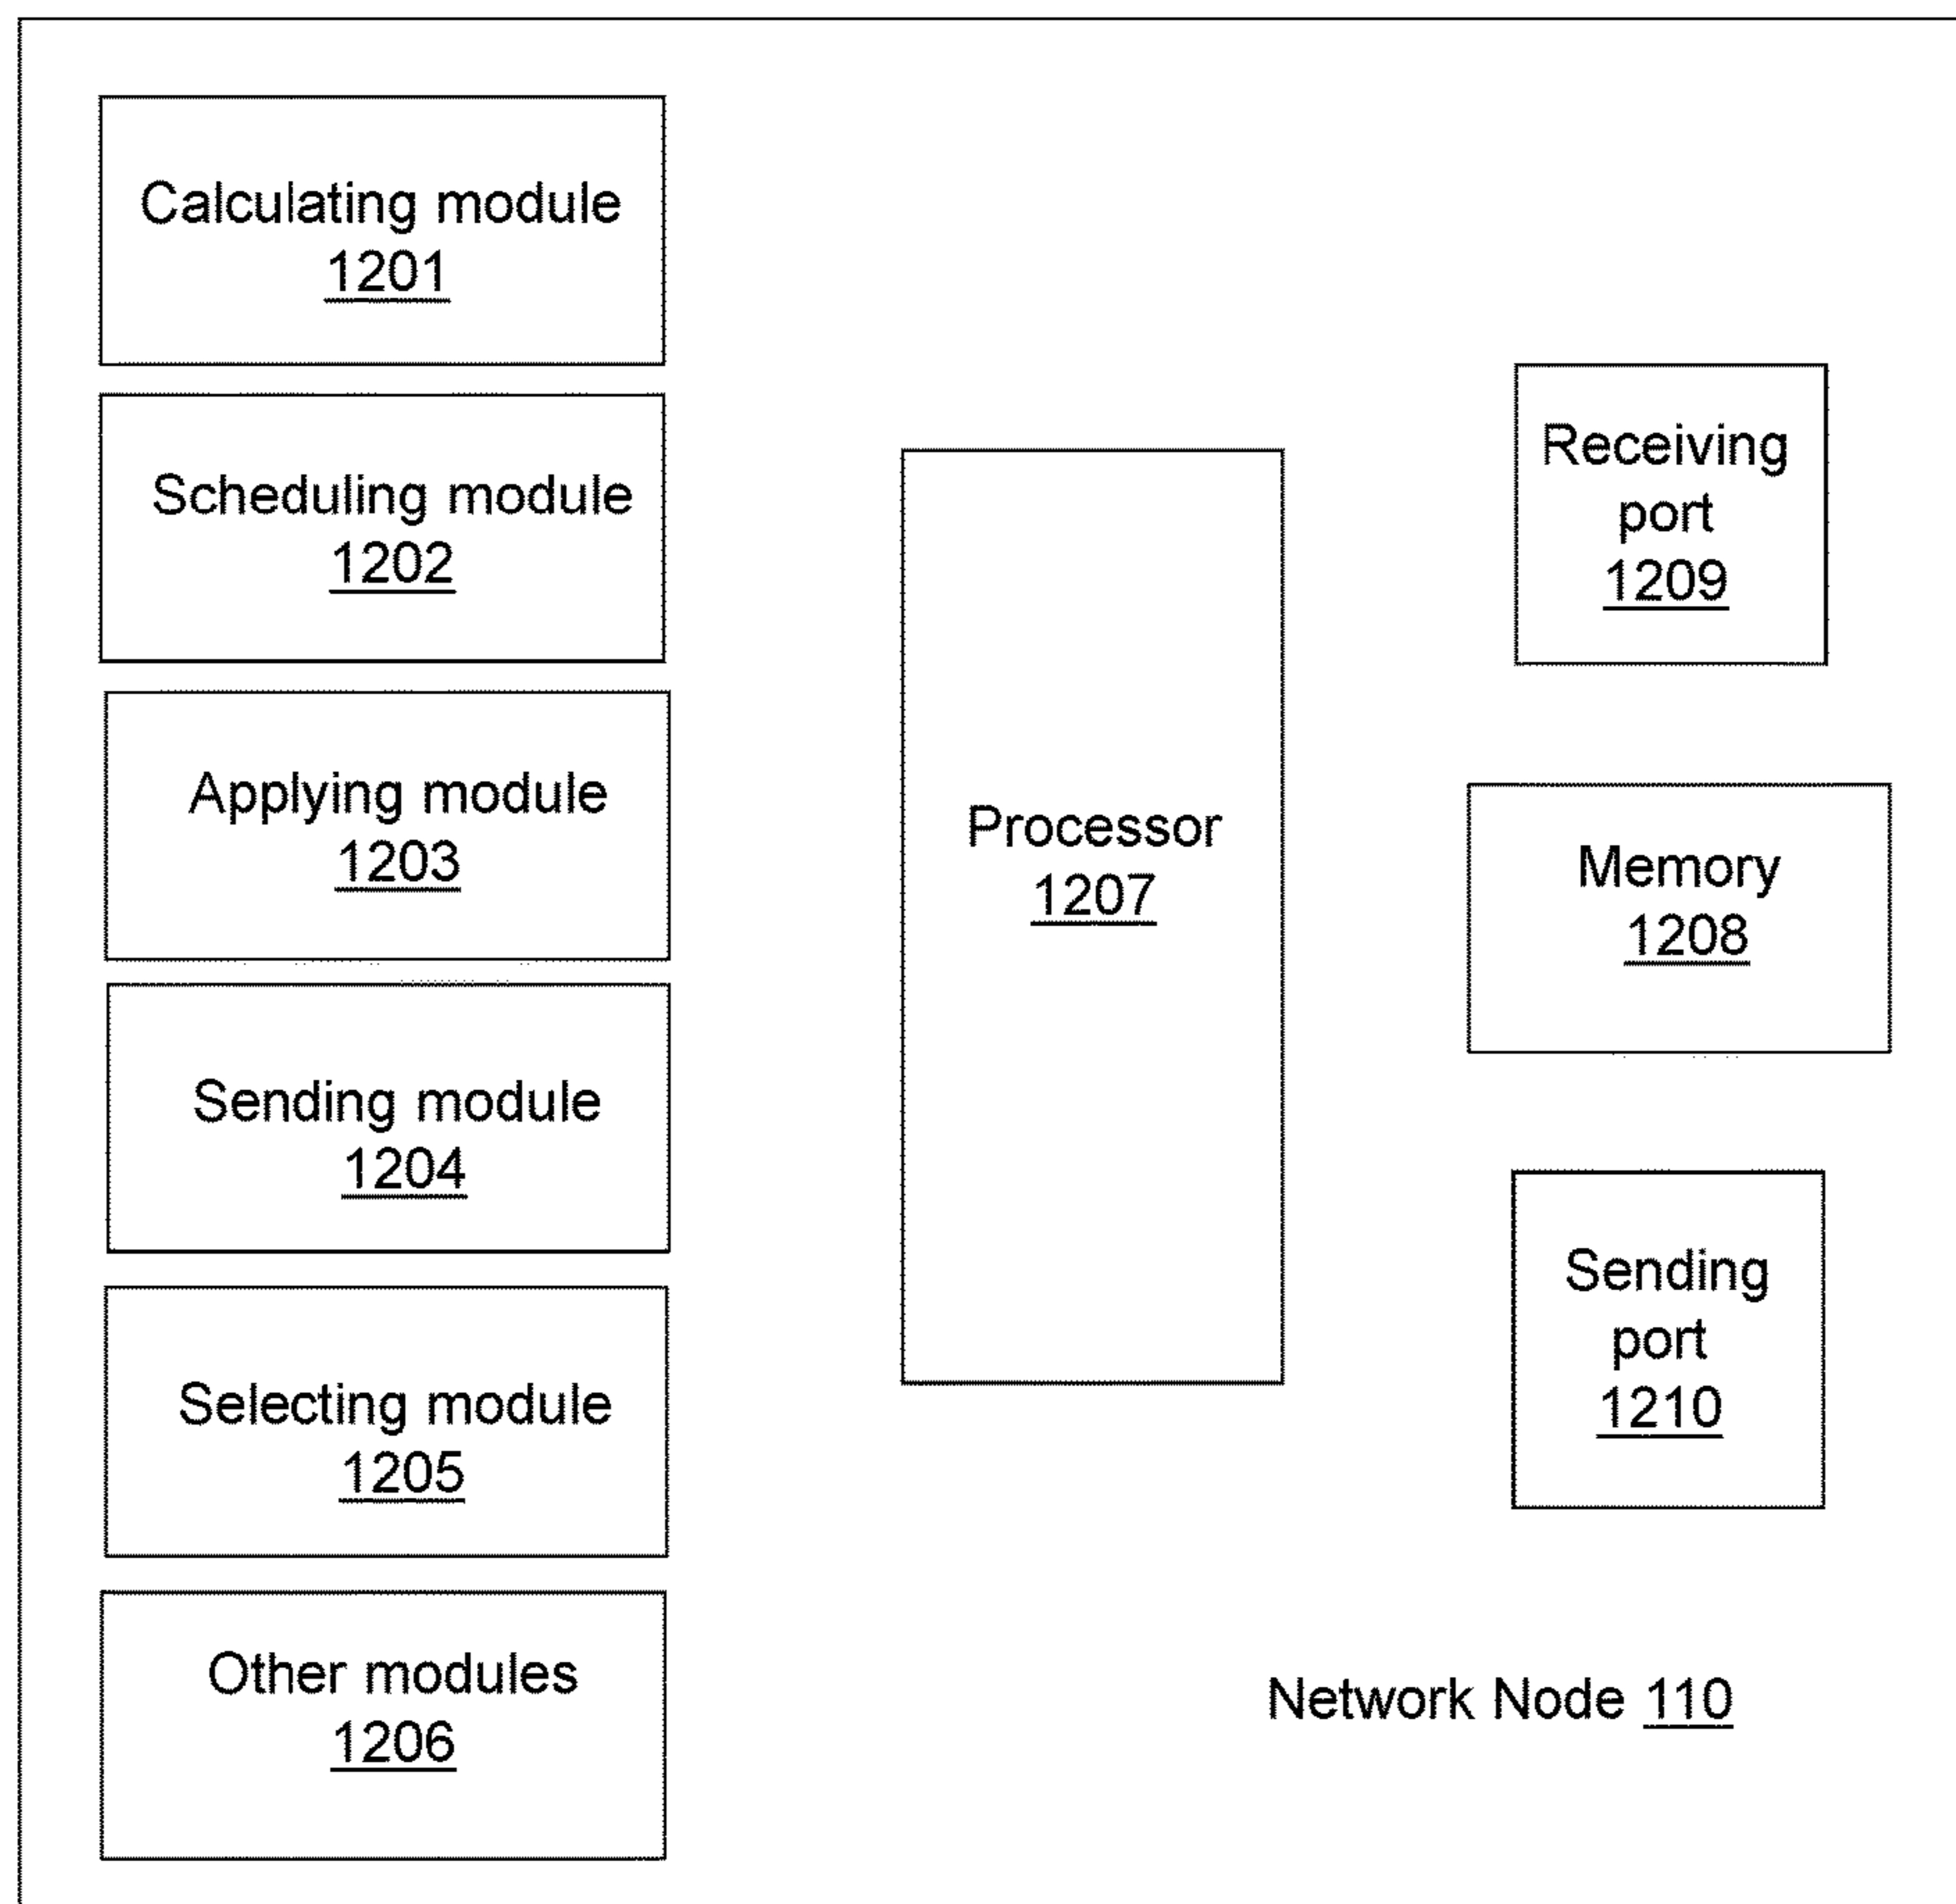 Calculating module
1201
Scheduling module
1202
Applying module
1203
Sending module
1204
Selecting module
1205
Other modules
1206
Processor
1207
Receiving
port
1209
Memory
1208
Sending
port
1210
Network Node 110